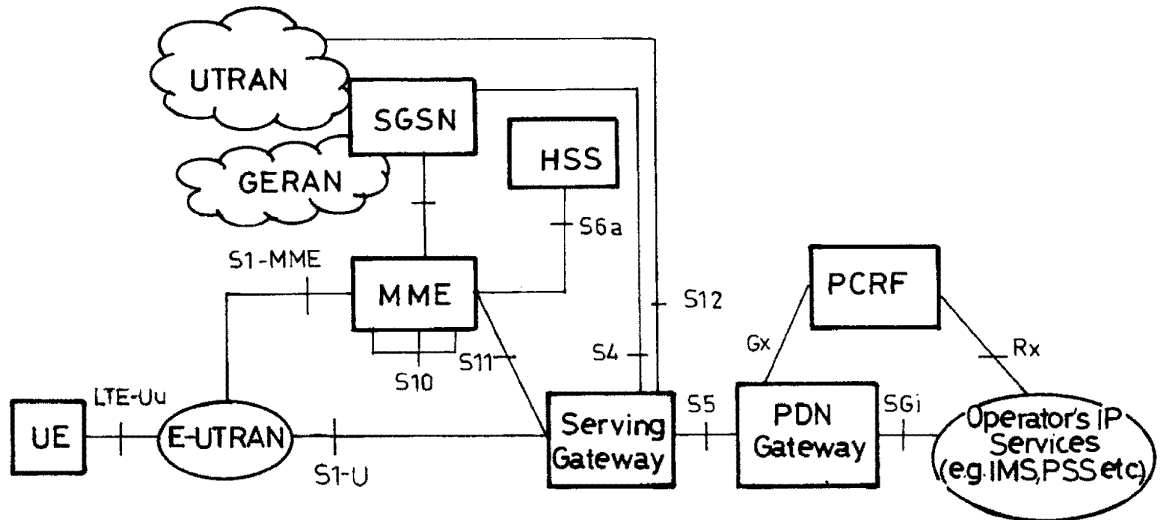 UTRAN
SGSN
HSS
GERAN
S6a
S1-MME
MME
PCRF
S12
Gx
Rx
S4
S11
S10
LTE-Uu
UE
E-UTRAN
S1-U
Serving
Gateway
S5
PDN
Gateway
SGi
Operator's iP
Services
(e.g. IMS, PSS etc)